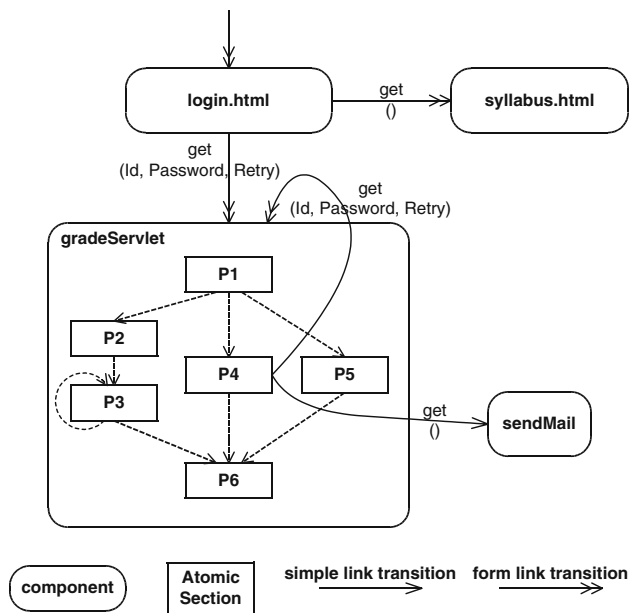 login.html
get
()
syllabus.html
get
(Id, Password, Retry)
get
(Id, Password, Retry)
gradeServlet
P1
P2
P4
P5
P3
get
()
sendMail
P6
component
Atomic
Section
simple link transition
form link transition